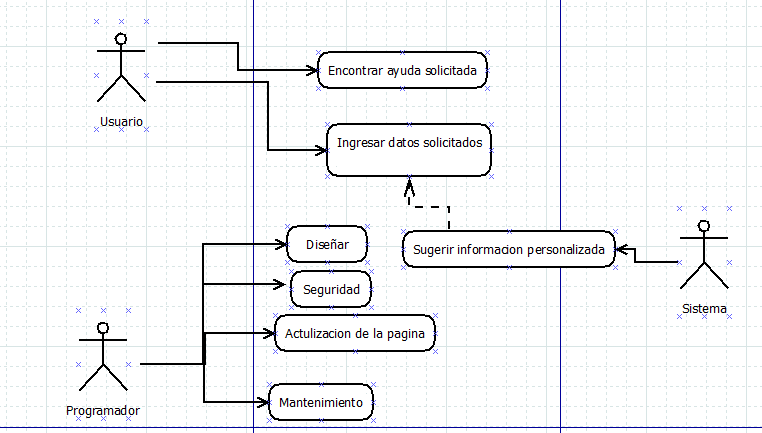 Encontrar ayuda solicitada
Usuario
Ingresar datos solicitados
Diseñar
Sugerir informacion personalizada
Seguridad
Sistema
Actulizacion de la pagina
Mantenimiento
Programador